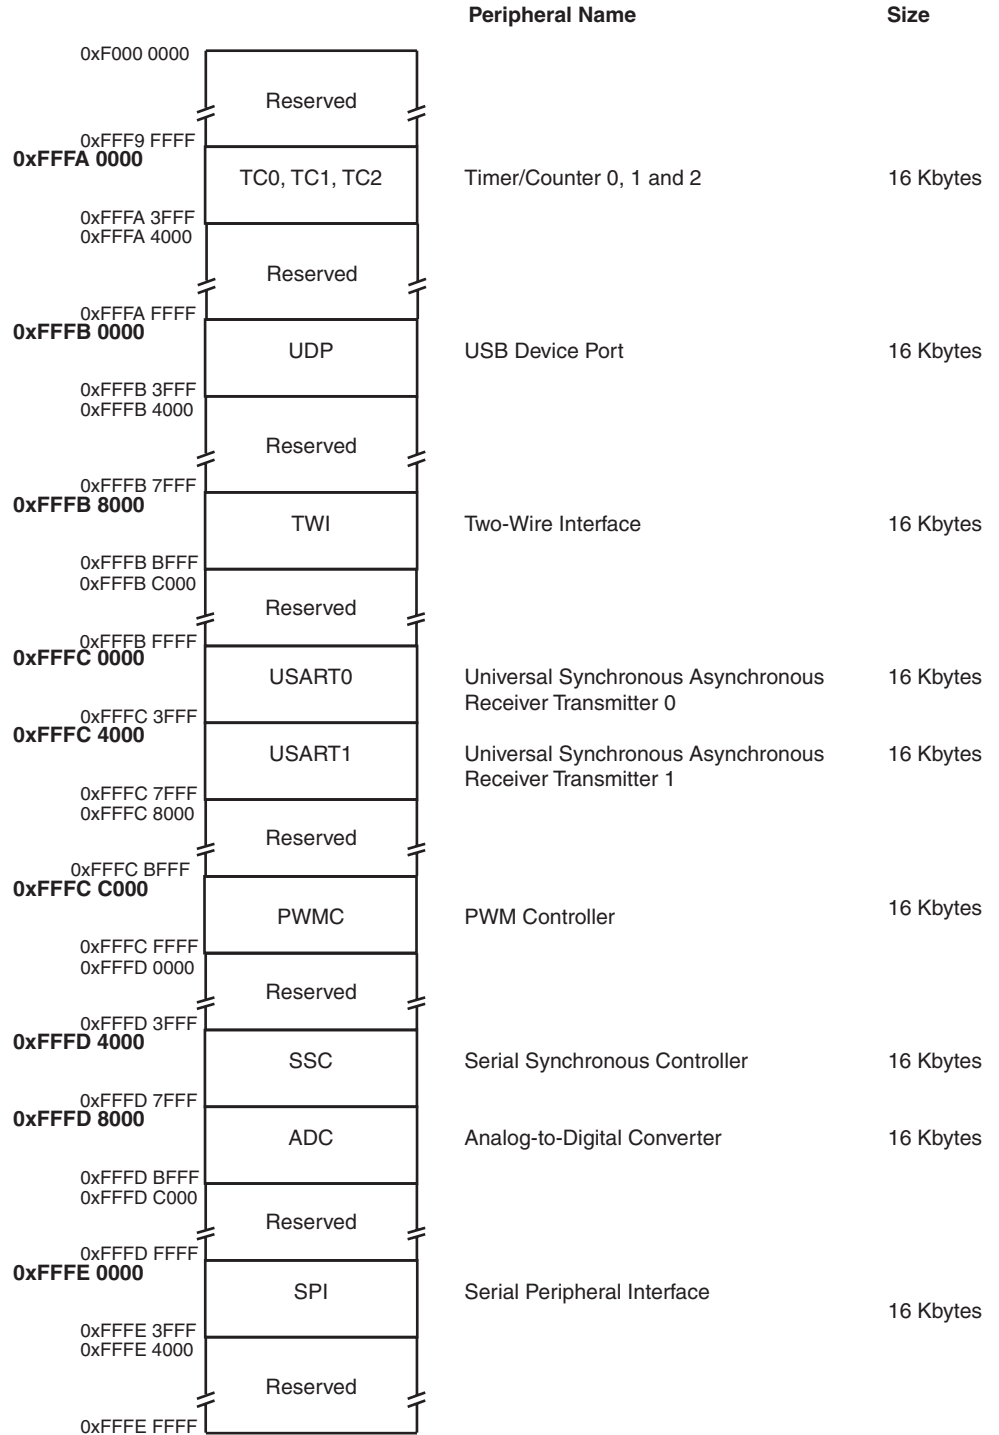 Peripheral Name Size
0xF000 0000
Reserved
0xFFF9 FFFF
0xFFFA 0000
TC0, TC1, TC2 Timer/Counter 0, 1 and 2 16 Kbytes
0xFFFA 3FFF
0xFFFA 4000
Reserved
0xFFFA FFFF
0xFFFB 0000
UDP USB Device Port 16 Kbytes
0xFFFB 3FFF
0xFFFB 4000
Reserved
0xFFFB 7FFF
0xFFFB 8000
TWI Two-Wire Interface 16 Kbytes
0xFFFB BFFF
0xFFFB C000
Reserved
0xFFFB FFFF
0xFFFC 0000
USART0 Universal Synchronous Asynchronous 16 Kbytes
Receiver Transmitter 0
0xFFFC 3FFF
0xFFFC 4000
USART1 Universal Synchronous Asynchronous 16 Kbytes
Receiver Transmitter 1
0xFFFC 7FFF
0xFFFC 8000
Reserved
0xFFFC BFFF
0xFFFC C000
PWMC PWM Controller 16 Kbytes
0xFFFC FFFF
0xFFFD 0000
Reserved
0xFFFD 3FFF
0xFFFD 4000
SSC Serial Synchronous Controller 16 Kbytes
0xFFFD 7FFF
0xFFFD 8000
ADC Analog-to-Digital Converter 16 Kbytes
0xFFFD BFFF
0xFFFD C000
Reserved
0xFFFD FFFF
0xFFFE 0000
SPI Serial Peripheral Interface 16 Kbytes
0xFFFE 3FFF
0xFFFE 4000
Reserved
0xFFFE FFFF